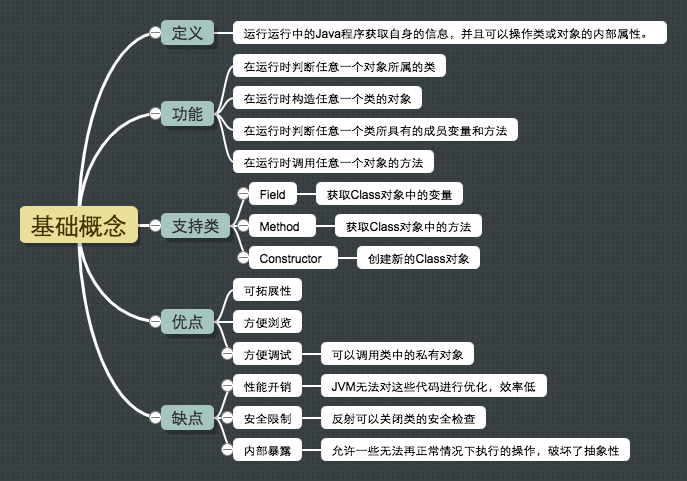 基础概念
定义
运行运行中的Java程序获取自身的信息，并且可以操作类或对象的内部属性。
功能
在运行时判断任意一个对象所属的类
在运行时构造任意一个类的对象
在运行时判断任意一个类所具有的成员变量和方法
在运行时调用任意一个对象的方法
支持类
Field
获取Class对象中的变量
Method
获取Class对象中的方法
Constructor
创建新的Class对象
优点
可拓展性
方便浏览
方便调试
可以调用类中的私有对象
缺点
性能开销
JVM无法对这些代码进行优化，效率低
安全限制
反射可以关闭类的安全检查
内部暴露
允许一些无法再正常情况下执行的操作，破坏了抽象性